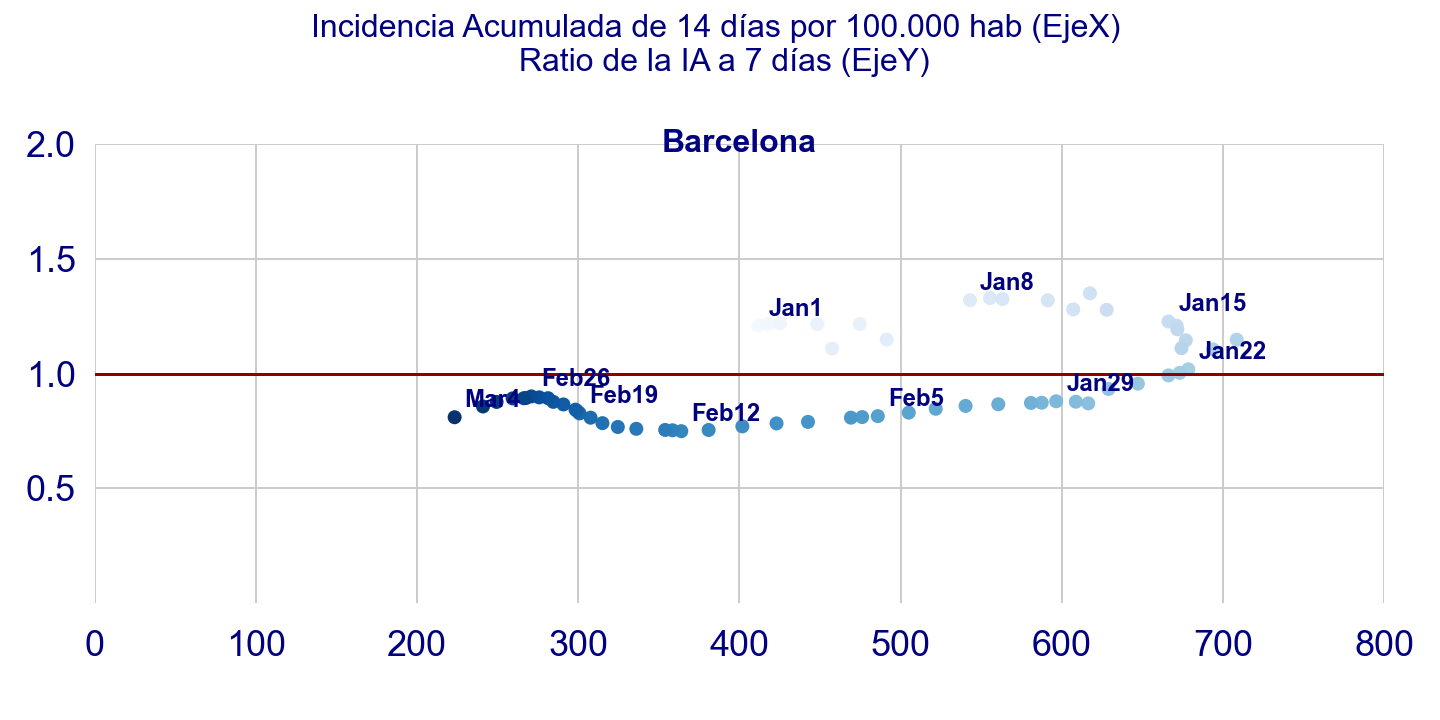 Incidencia Acumulada de 14 días por 100.000 hab (EjeX)
Ratio de la IA a 7 días (EjeY)
Barcelona
2.0
1.5
1.0
0.5
Jan1
Jan8
Jan15
Jan22
Jan29
Feb5
Feb12
Feb19
Feb26
Mar4
0 100 200 300 400 500 600 700 800